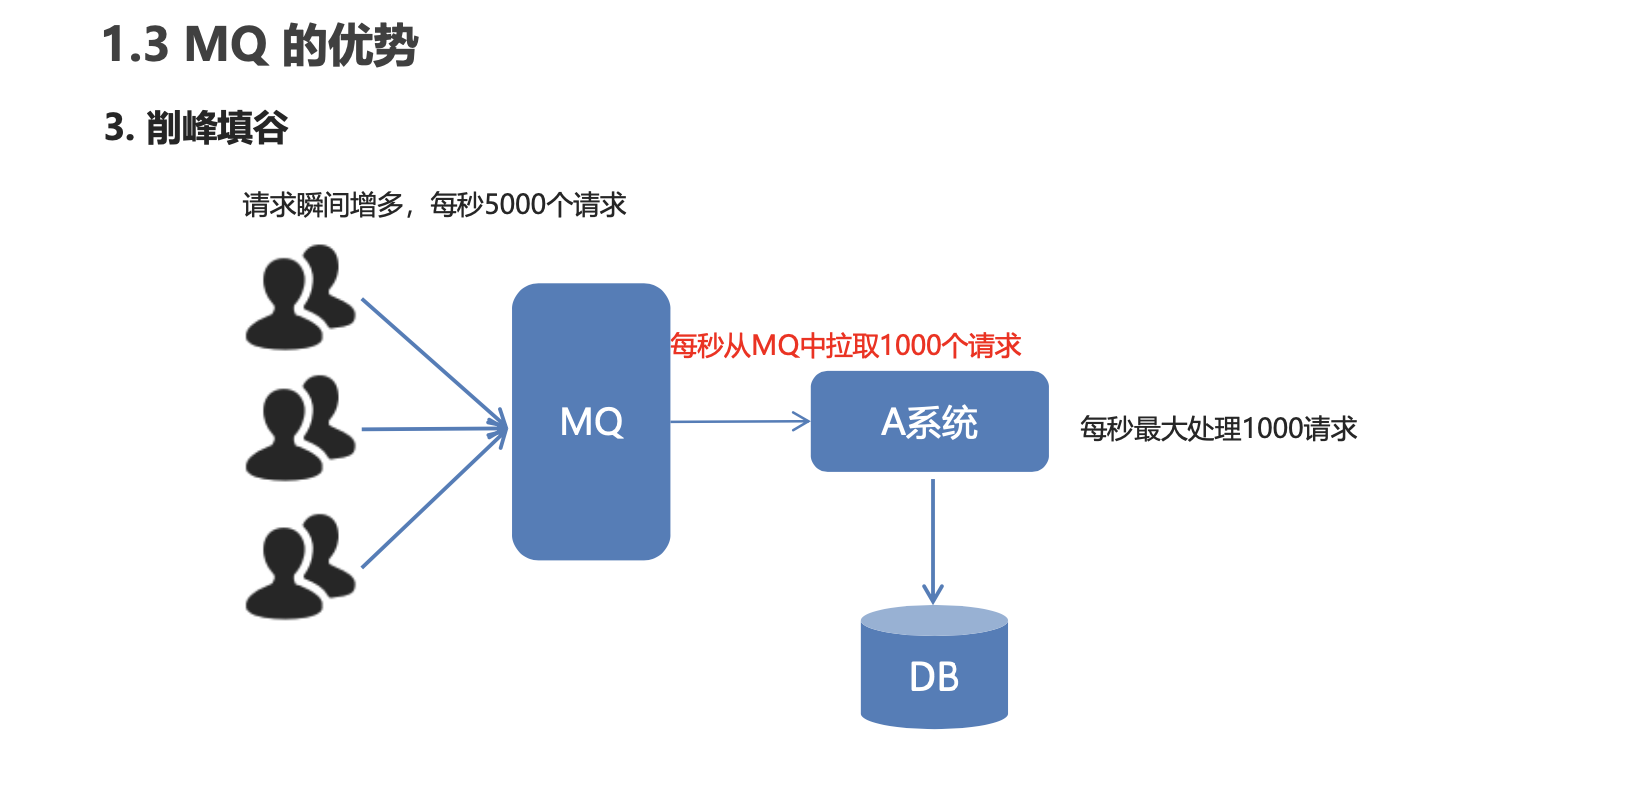 1.3 MQ 的优势
3. 削峰填谷
请求瞬间增多，每秒5000个请求
每秒从MQ中拉取1000个请求
MQ
A系统
每秒最大处理1000请求
DB